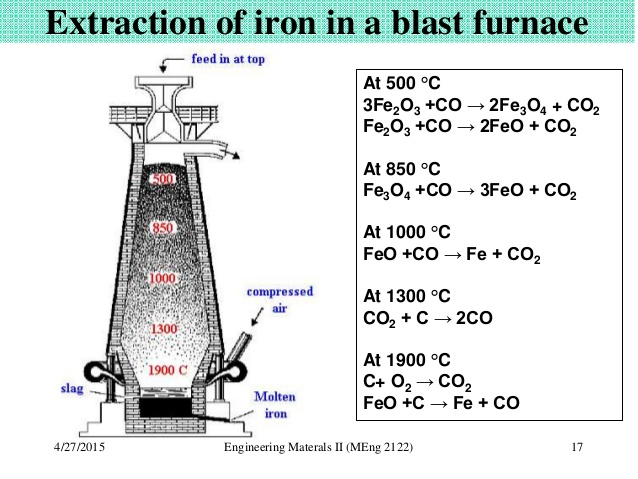 Extraction of iron in a blast furnace
feed in at top
500
850
1000
1300
1900 C
compressed
air
slag
Molten
iron
At 500 °C
3Fe₂O₃ +CO → 2Fe₃O₄ + CO₂
Fe₂O₃ +CO → 2FeO + CO₂
At 850 °C
Fe₃O₄ +CO → 3FeO + CO₂
At 1000 °C
FeO +CO → Fe + CO₂
At 1300 °C
CO₂ + C → 2CO
At 1900 °C
C+ O₂ → CO₂
FeO +C → Fe + CO
4/27/2015
Engineering Materals II (MEng 2122)
17